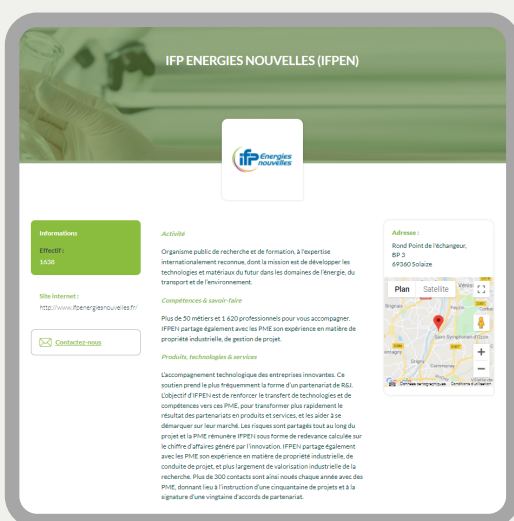 IFP ENERGIES NOUVELLES (IFPEN)
ifp Energies
nouvelles
Informations
Effectif :
1638
Site internet :
http://www.ifpenergiesnouvelles.fr/
Contactez-nous
Activité
Organisme public de recherche et de formation, à l'expertise
internationalement reconnue, dont la mission est de développer les
technologies et matériaux du futur dans les domaines de l'énergie, du
transport et de l'environnement.
Compétences & savoir-faire
Plus de 50 métiers et 1 620 professionnels pour vous accompagner.
IFPEN partage également avec les PME son expérience en matière de
propriété industrielle, de gestion de projet.
Produits, technologies & services
L'accompagnement technologique des entreprises innovantes. Ce
soutien prend le plus fréquemment la forme d'un partenariat de R&I.
L'objectif d'IFPEN est de renforcer le transfert de technologies et de
compétences vers ces PME, pour transformer plus rapidement le
résultat des partenariats en produits et services, et les aider à se
démarquer sur leur marché. Les risques sont partagés tout au long du
projet et la PME rémunère IFPEN sous forme de redevance calculée sur
le chiffre d'affaires généré par l'innovation. IFPEN partage également
avec les PME son expérience en matière de propriété industrielle, de
conduite de projet, et plus largement de valorisation industrielle de la
recherche. Plus de 300 contacts sont ainsi noués chaque année avec des
PME, donnant lieu à l'instruction d'une cinquantaine de projets et à la
signature d'une vingtaine d'accords de partenariat.
Adresse :
Rond Point de l'échangeur,
BP 3
69360 Solaize
Plan Satellite
Feyzin
Saint-Symphorien-d'Ozon
Grigny
Communay
Données cartographiques Conditions d'utilisation